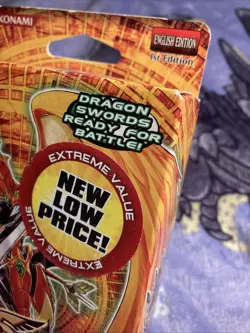 KONAMI
ENGLISH EDITION
1st Edition
DRAGON
SWORDS
READY FOR
BATTLE!
EXTREME VALUE
NEW
LOW
PRICE!
EXTREME VALUE